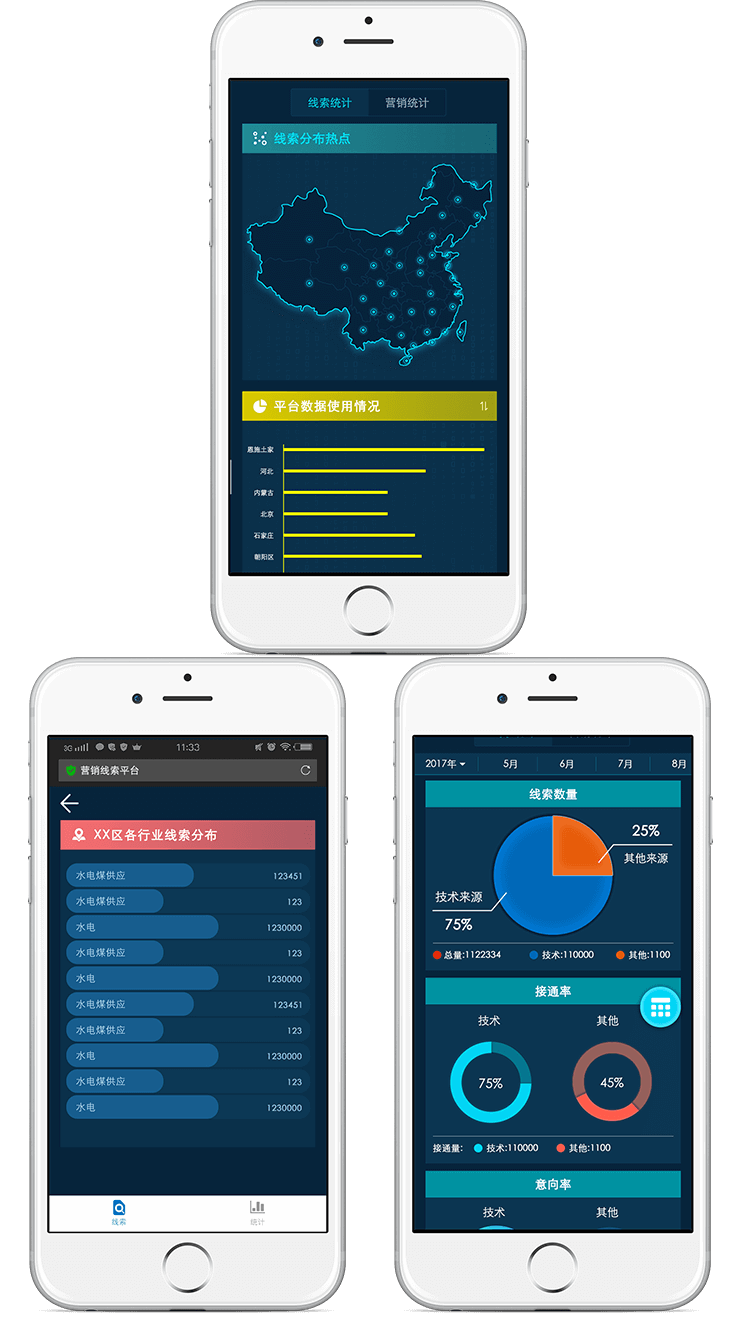 线索统计 营销统计
线索分布热点
平台数据使用情况
恩施土家
河北
内蒙古
北京
石家庄
朝阳区
3G 11:33
营销线索平台
XX区各行业线索分布
水电煤供应 123451
水电煤供应 123
水电 1230000
水电煤供应 123
水电 1230000
水电煤供应 123451
水电煤供应 123
水电 1230000
水电煤供应 123
水电 1230000
线索 统计
2017年 5月 6月 7月 8月
线索数量
25%
其他来源
技术来源
75%
总量:1122334 技术:110000 其他:1100
接通率
技术 其他
75% 45%
接通量: 技术:110000 其他:1100
意向率
技术 其他